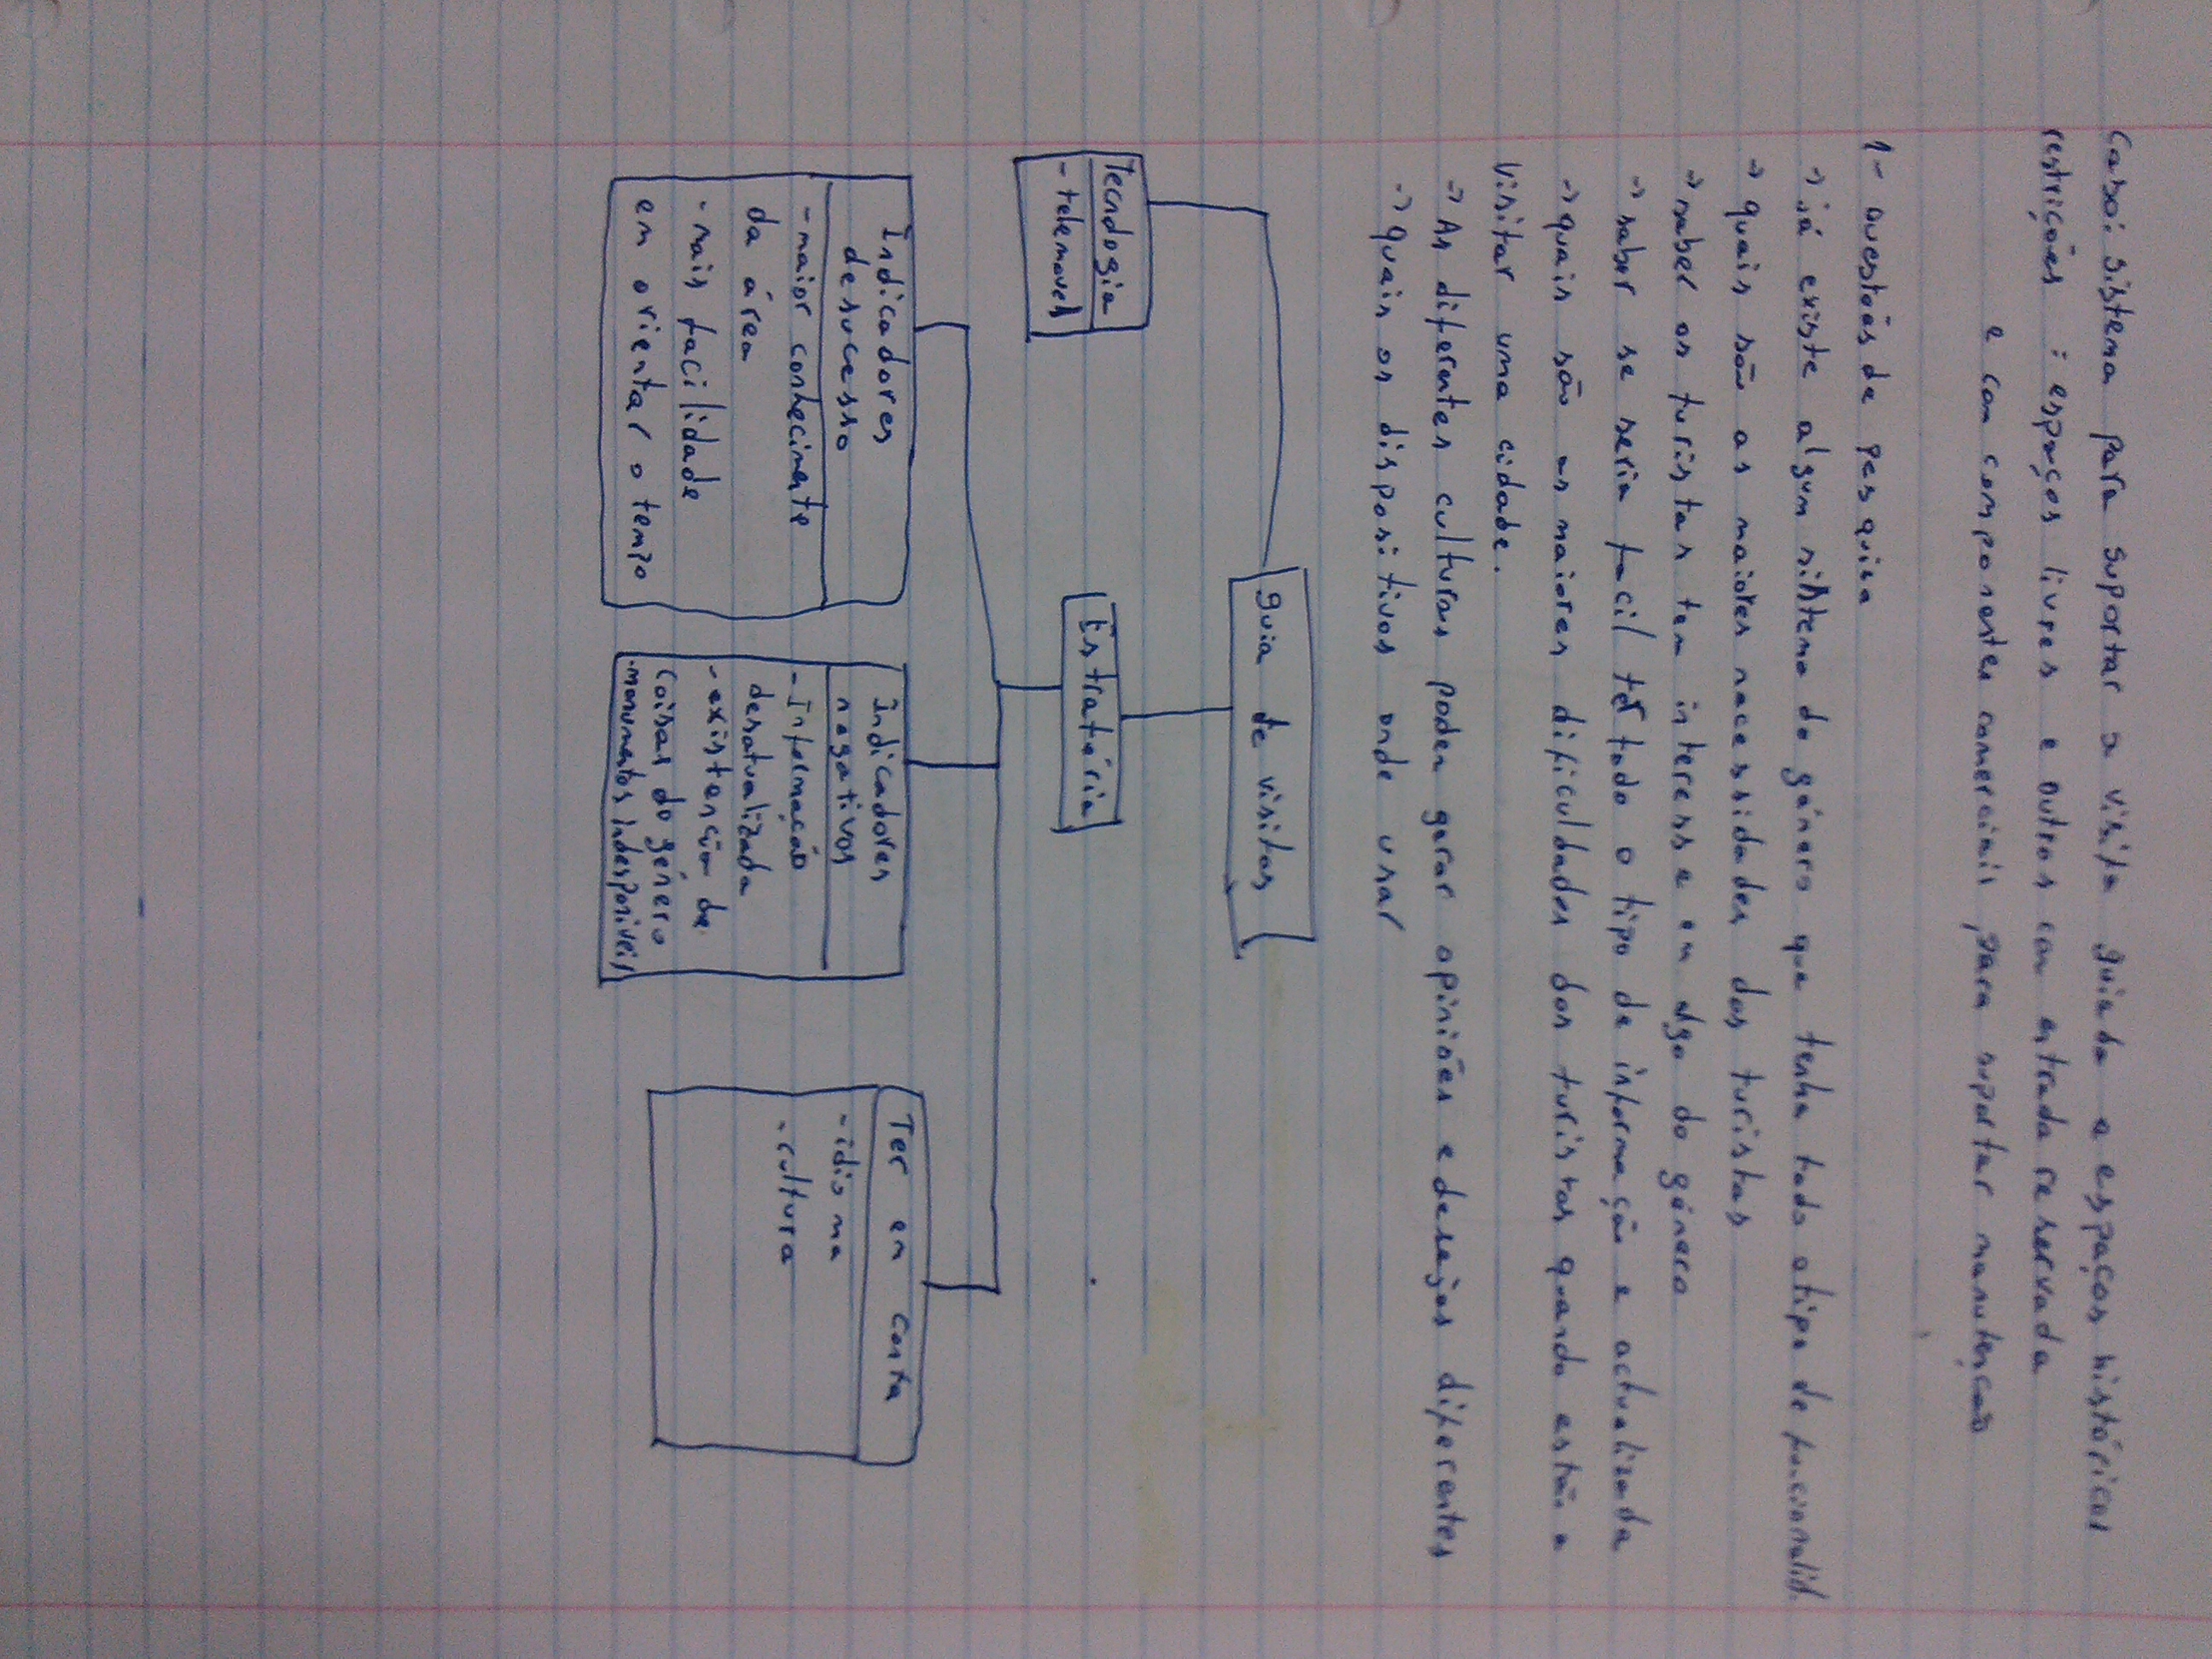 Caso: sistema para suportar a visita guiada a espaços históricos
restrições : espaços livres e outros com entrada reservada
e com componentes comerciais, para suportar manutenção
1- questões de pesquisa
→ já existe algum sistema do género que tenha todo o tipo de funcionalid.
→ quais são as maiores necessidades dos turistas
→ saber os turistas tem interesse em algo do género
→ saber se seria facil ter todo o tipo de informação e actualizada
→ quais são as maiores dificuldades dos turistas quando estão a
visitar uma cidade.
→ As diferentes culturas podem gerar opiniões e desejos diferentes
→ quais os dispositivos onde usar
guia de visitas
Tecnologia
- telemovel
Estratégia
Indicadores
de sucesso
- maior conhecimento
da área
- mais facilidade
em orientar o tempo
Indicadores
negativos
- Informação
desatualizada
- existencia de
coisas do género
- monumentos indesponiveis
Ter em conta
- idioma
- cultura